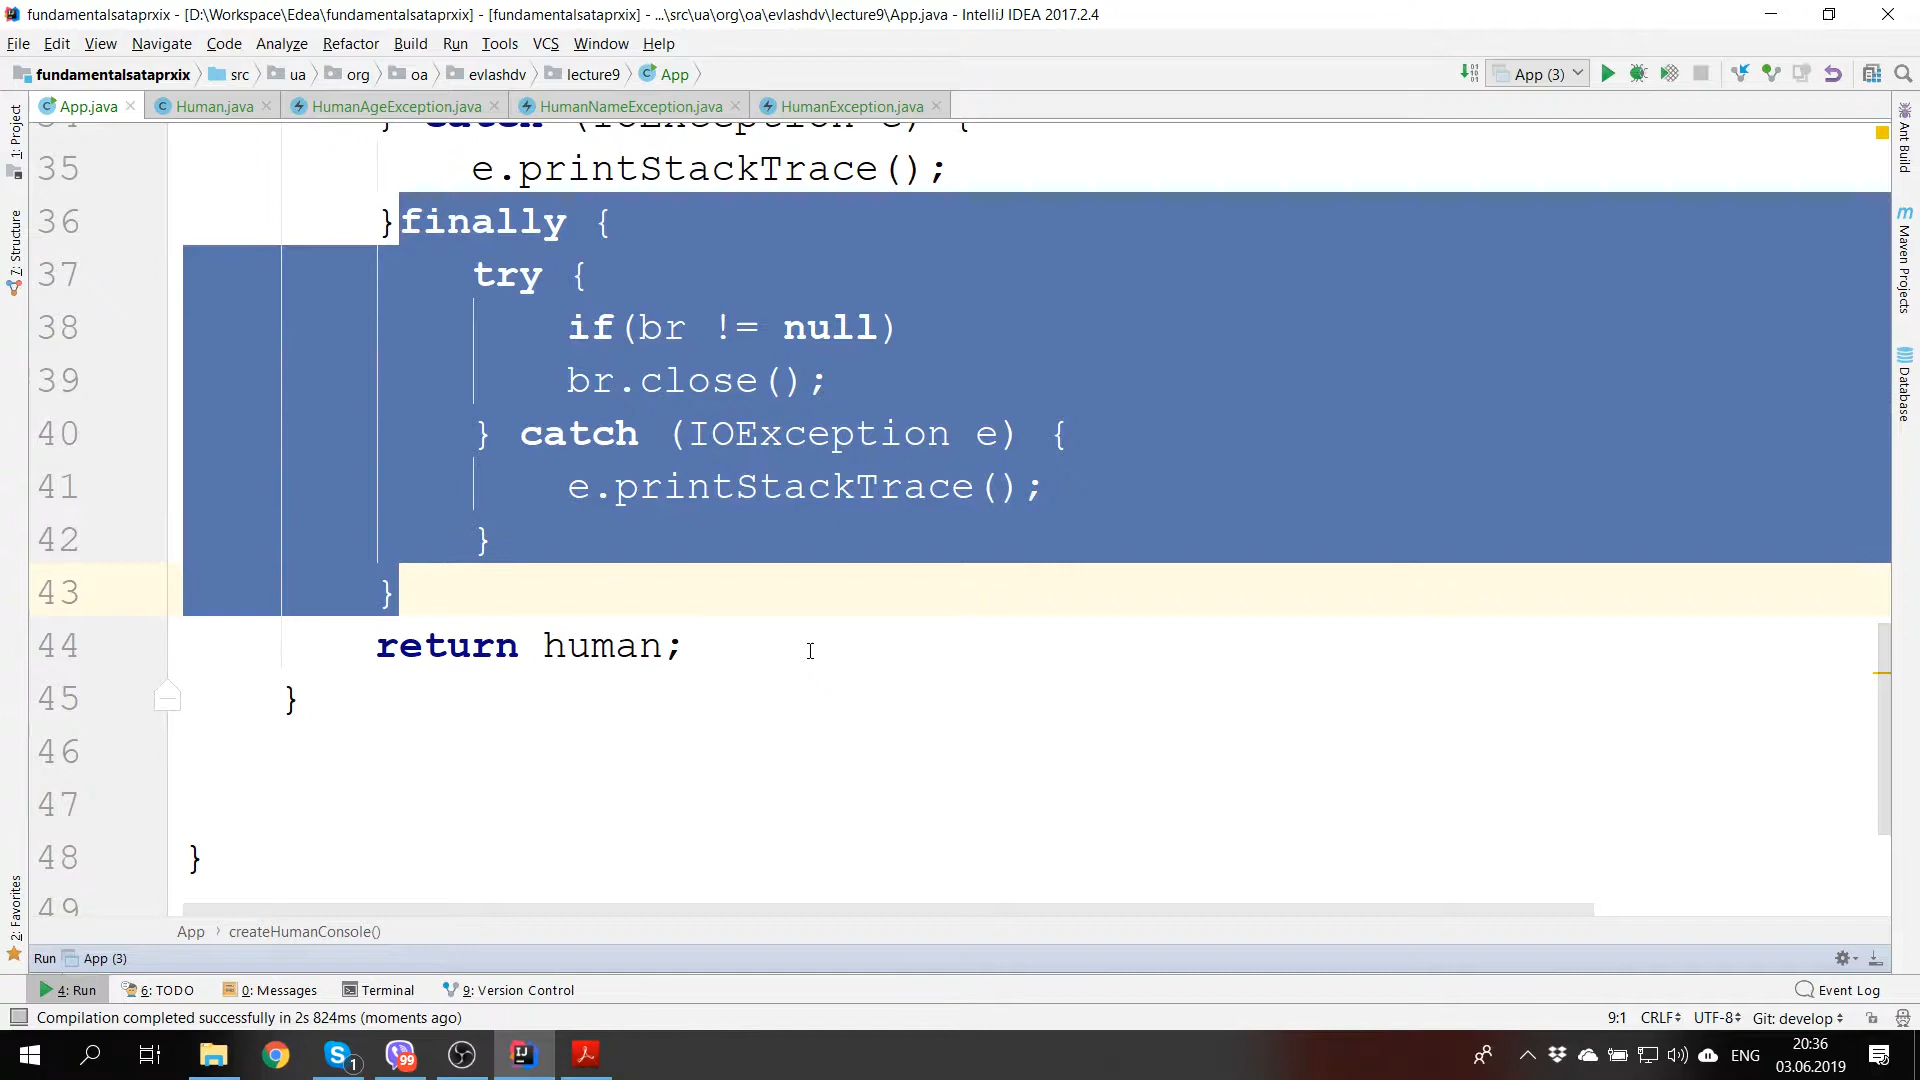 fundamentalsataprxix - [D:\Workspace\Edea\fundamentalsataprxix] - [fundamentalsataprxix] - ...\src\ua\org\oa\evlashdv\lecture9\App.java - IntelliJ IDEA 2017.2.4
File Edit View Navigate Code Analyze Refactor Build Run Tools VCS Window Help
fundamentalsataprxix src ua org oa evlashdv lecture9 App App (3)
App.java Human.java HumanAgeException.java HumanNameException.java HumanException.java
} catch (IOException e) {
35 e.printStackTrace();
36 }finally {
37 try {
38 if(br != null)
39 br.close();
40 } catch (IOException e) {
41 e.printStackTrace();
42 }
43 }
44 return human;
45 }
46
47
48 }
49
1: Project
7: Structure
2: Favorites
Ant Build
Maven Projects
Database
App createHumanConsole()
Run App (3)
4: Run 6: TODO 0: Messages Terminal 9: Version Control Event Log
Compilation completed successfully in 2s 824ms (moments ago) 9:1 CRLF UTF-8 Git: develop
1 99 ENG 20:36
03.06.2019